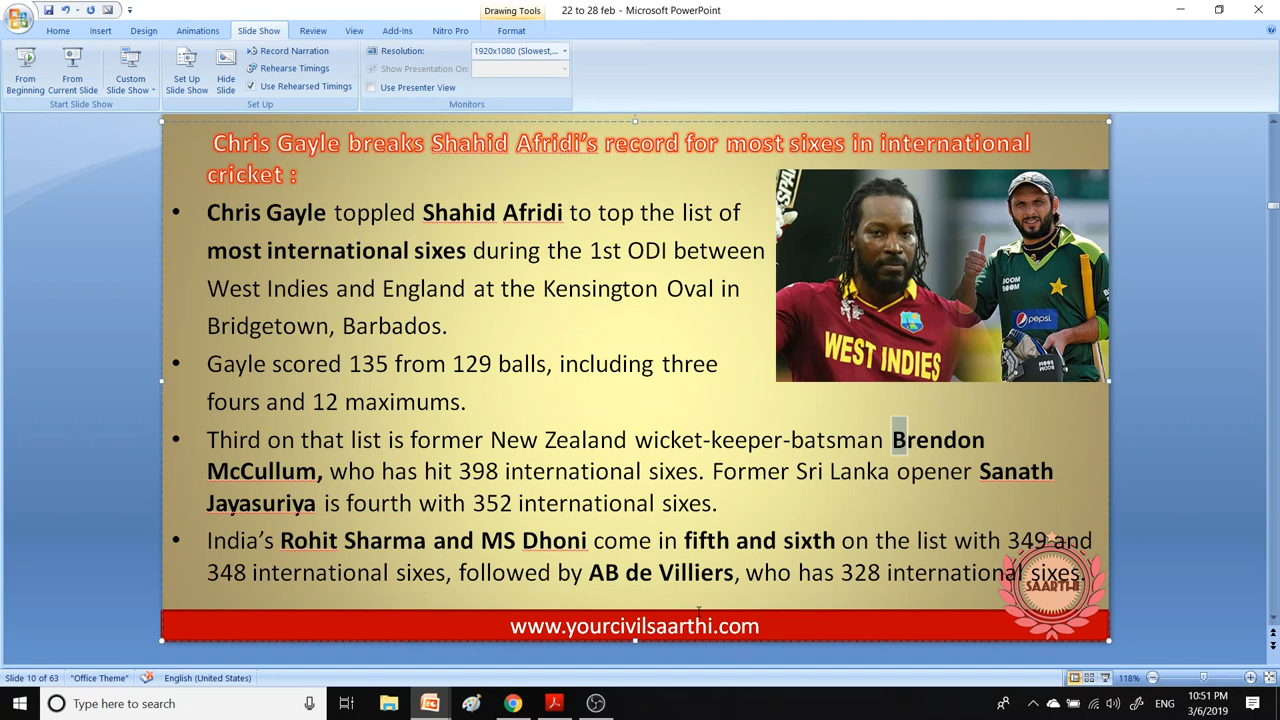 Drawing Tools
22 to 28 feb - Microsoft PowerPoint
Home Insert Design Animations Slide Show Review View Add-Ins Nitro Pro Format
From Beginning
From Current Slide
Custom Slide Show
Start Slide Show
Set Up Slide Show
Hide Slide
Record Narration
Rehearse Timings
Use Rehearsed Timings
Set Up
Resolution: 1920x1080 (Slowest,...
Show Presentation On:
Use Presenter View
Monitors
Chris Gayle breaks Shahid Afridi's record for most sixes in international
cricket :
• Chris Gayle toppled Shahid Afridi to top the list of
most international sixes during the 1st ODI between
West Indies and England at the Kensington Oval in
Bridgetown, Barbados.
• Gayle scored 135 from 129 balls, including three
fours and 12 maximums.
• Third on that list is former New Zealand wicket-keeper-batsman Brendon
McCullum, who has hit 398 international sixes. Former Sri Lanka opener Sanath
Jayasuriya is fourth with 352 international sixes.
• India's Rohit Sharma and MS Dhoni come in fifth and sixth on the list with 349 and
348 international sixes, followed by AB de Villiers, who has 328 international sixes.
SPAR
WEST INDIES
BOOM BOOM
pepsi
SAARTHI
www.yourcivilsaarthi.com
Slide 10 of 63 "Office Theme" English (United States) 118%
Type here to search
ENG
10:51 PM
3/6/2019